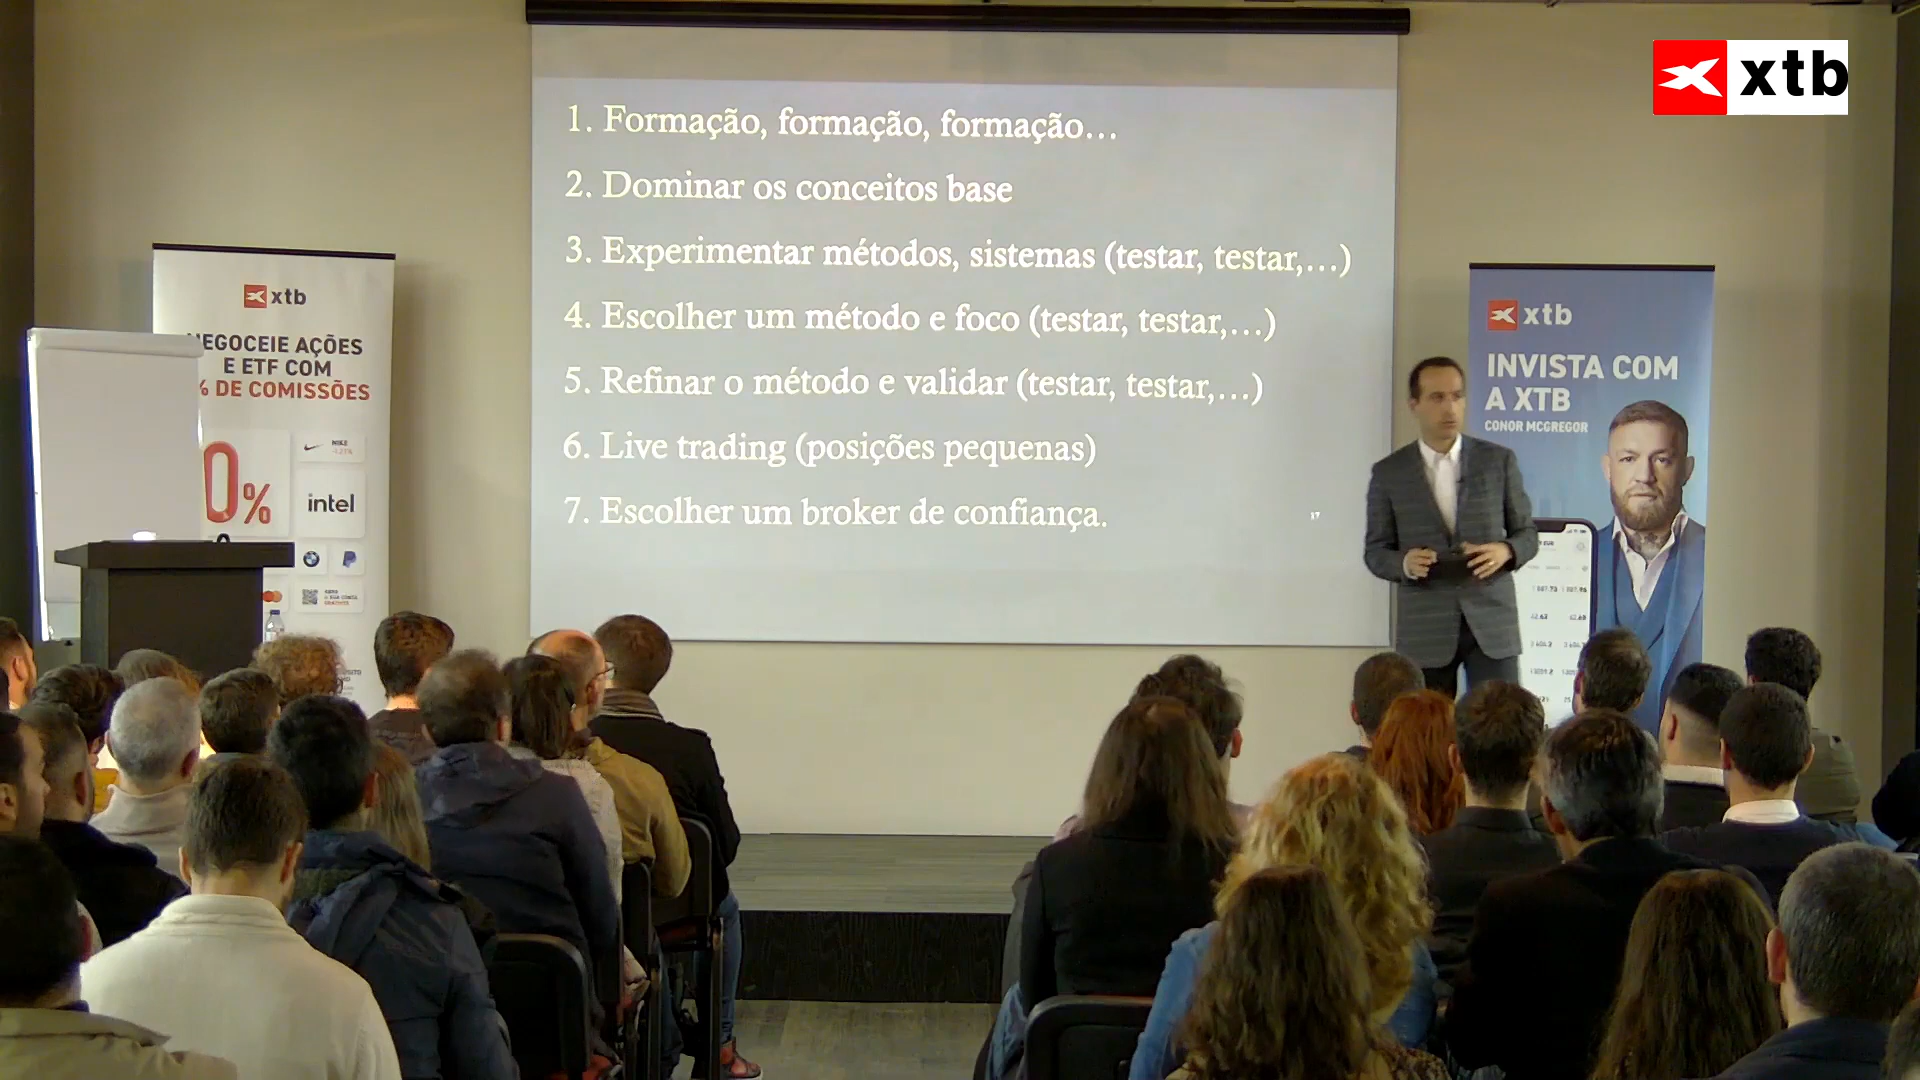 xtb
1. Formação, formação, formação…
2. Dominar os conceitos base
3. Experimentar métodos, sistemas (testar, testar,…)
4. Escolher um método e foco (testar, testar,…)
5. Refinar o método e validar (testar, testar,…)
6. Live trading (posições pequenas)
7. Escolher um broker de confiança.
17
xtb
EGOCEIE AÇÕES
E ETF COM
% DE COMISSÕES
0%
NIKE
intel
xtb
INVISTA COM
A XTB
CONOR MCGREGOR